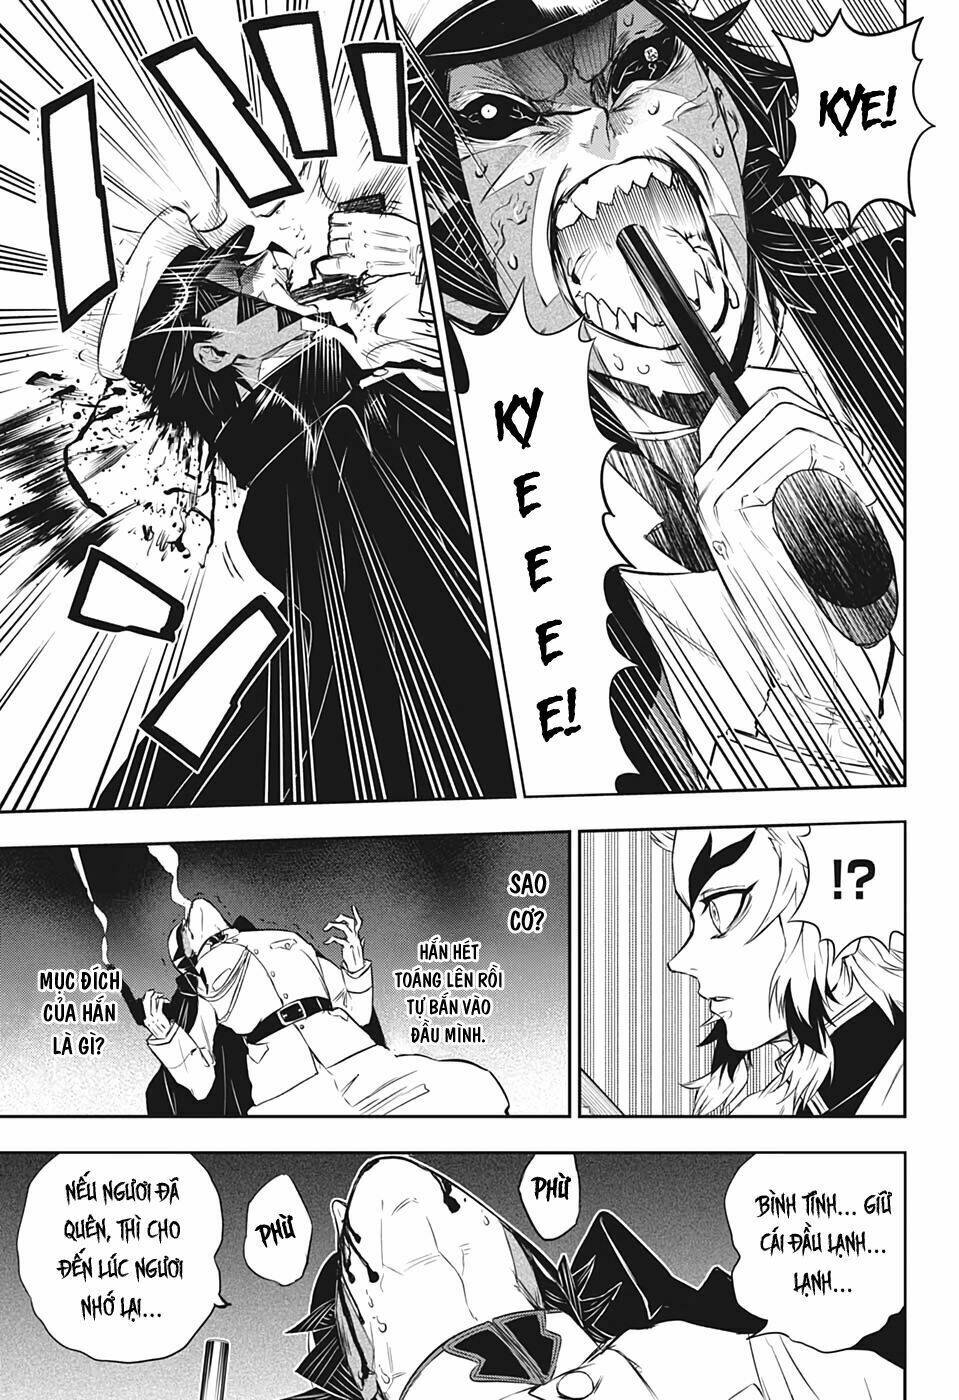 KYE!
KY
E
E
E
E
E!
!?
SAO
CƠ?
HẮN HÉT
TOÁNG LÊN RỒI
TỰ BẮN VÀO
ĐẦU MÌNH.
MỤC ĐÍCH
CỦA HẮN
LÀ GÌ?
BÌNH TĨNH... GIỮ
CÁI ĐẦU LẠNH...
LẠNH...
PHÙ
PHÙ
NẾU NGƯƠI ĐÃ
QUÊN, THÌ CHO
ĐẾN LÚC NGƯƠI
NHỚ LẠI...